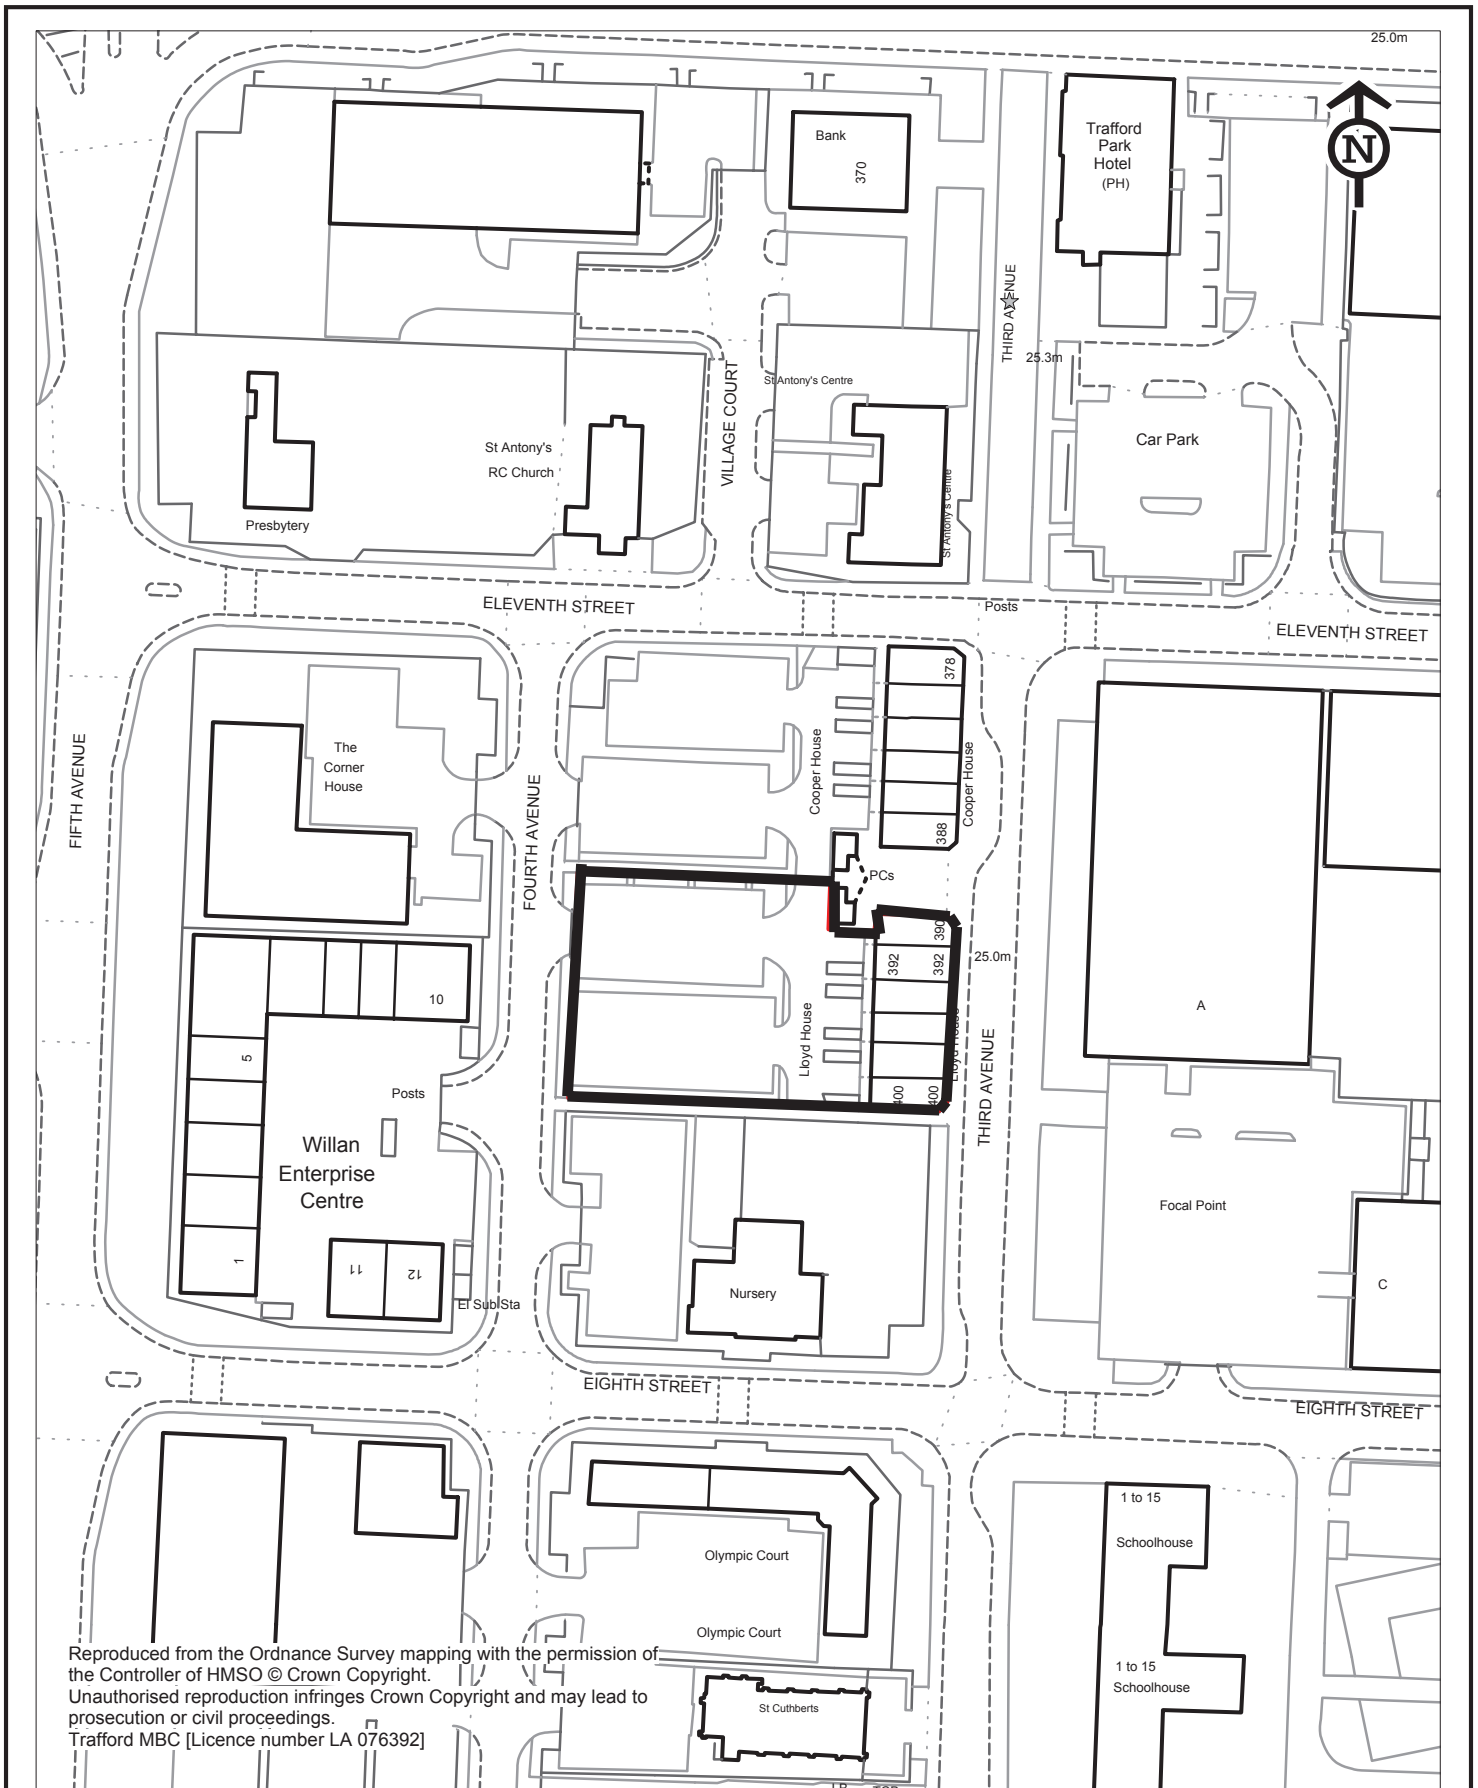 25.0m
N
Trafford
Park
Hotel
(PH)
Bank
370
THIRD AVENUE
25.3m
St Antony's Centre
VILLAGE COURT
Car Park
St Antony's
RC Church
St Antony's Centre
Presbytery
ELEVENTH STREET
Posts
ELEVENTH STREET
378
The
Corner
House
FIFTH AVENUE
FOURTH AVENUE
Cooper House
Cooper House
388
PCs
390
392
392
25.0m
10
A
5
Lloyd House
Lloyd House
THIRD AVENUE
Posts
400
400
Willan
Enterprise
Centre
Focal Point
1
11
12
El Sub Sta
Nursery
C
EIGHTH STREET
EIGHTH STREET
1 to 15
Schoolhouse
Olympic Court
Olympic Court
1 to 15
Schoolhouse
St Cuthberts
Reproduced from the Ordnance Survey mapping with the permission of
the Controller of HMSO © Crown Copyright.
Unauthorised reproduction infringes Crown Copyright and may lead to
prosecution or civil proceedings.
Trafford MBC [Licence number LA 076392]